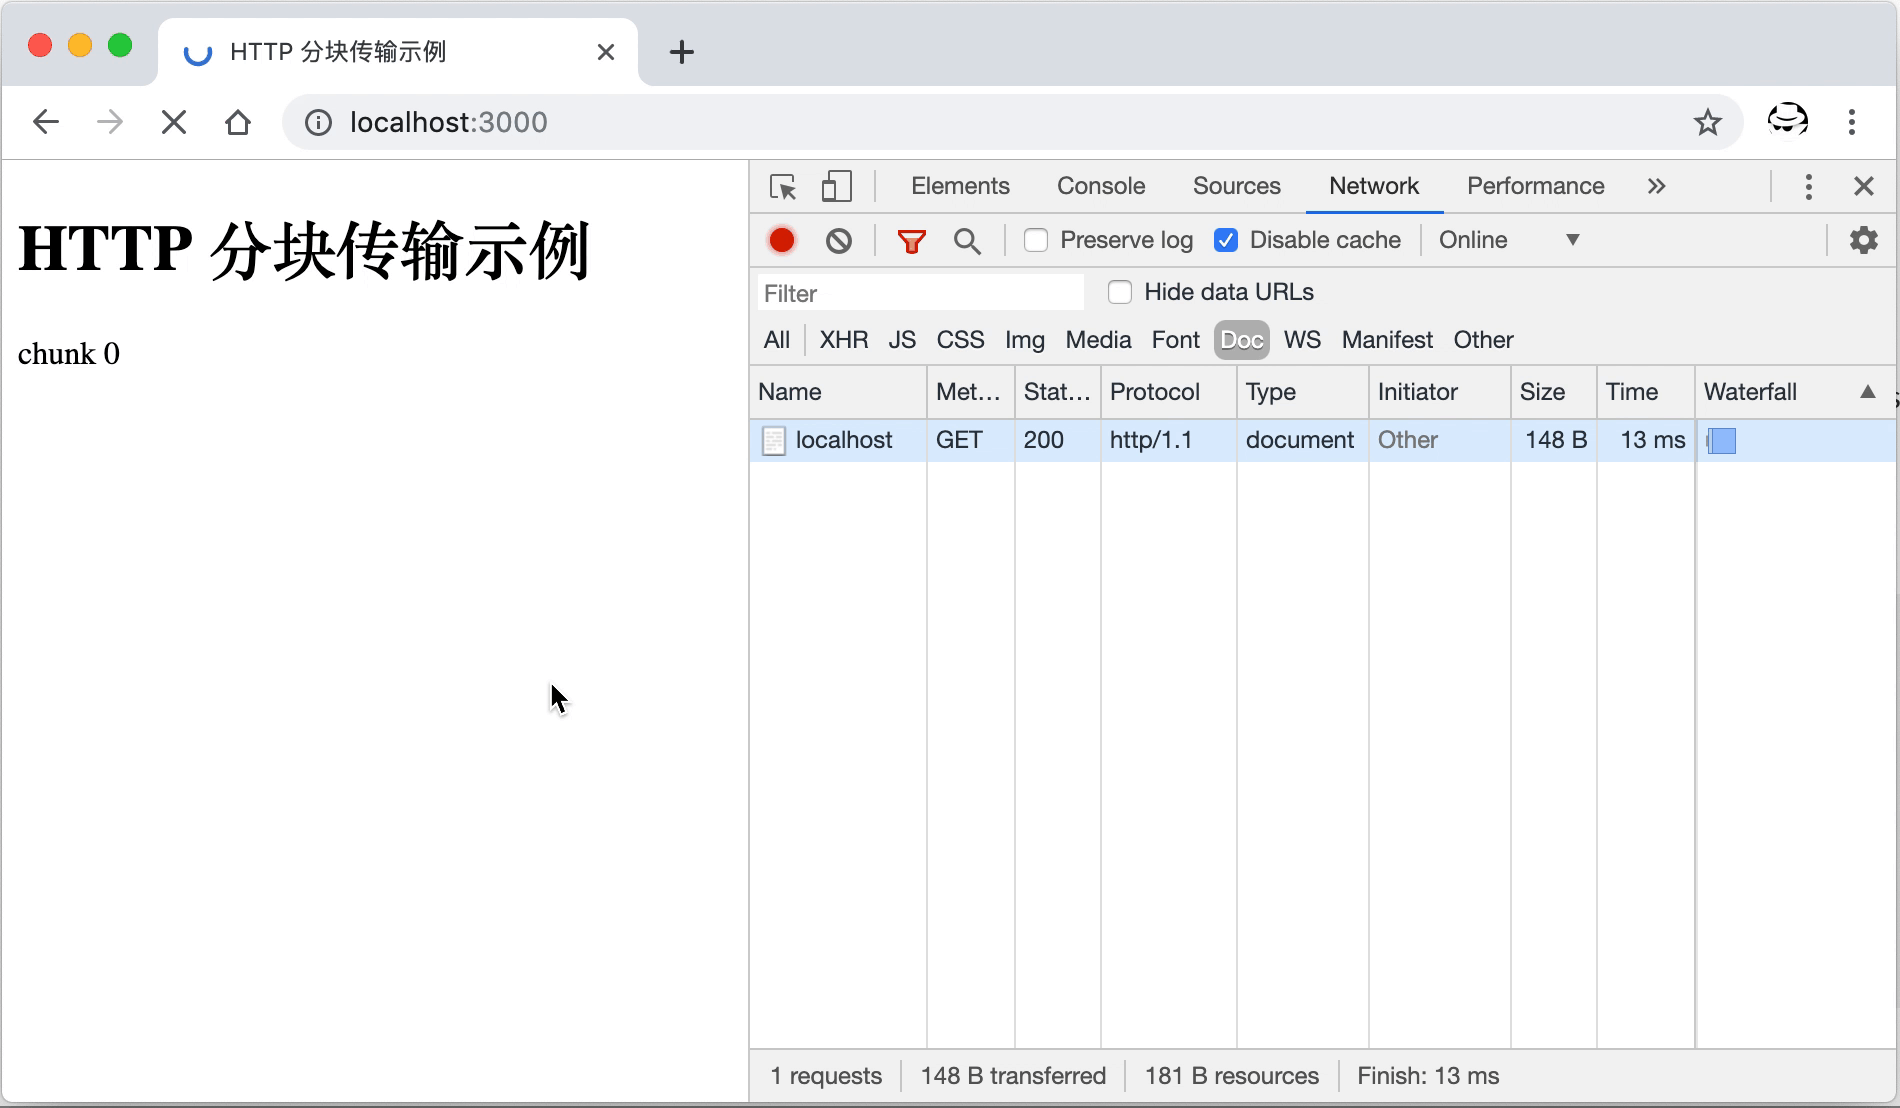 HTTP 分块传输示例
localhost:3000
HTTP 分块传输示例
chunk 0
Elements Console Sources Network Performance
Preserve log Disable cache Online
Filter Hide data URLs
All XHR JS CSS Img Media Font Doc WS Manifest Other
Name Met... Stat... Protocol Type Initiator Size Time Waterfall
localhost GET 200 http/1.1 document Other 148 B 13 ms
1 requests 148 B transferred 181 B resources Finish: 13 ms